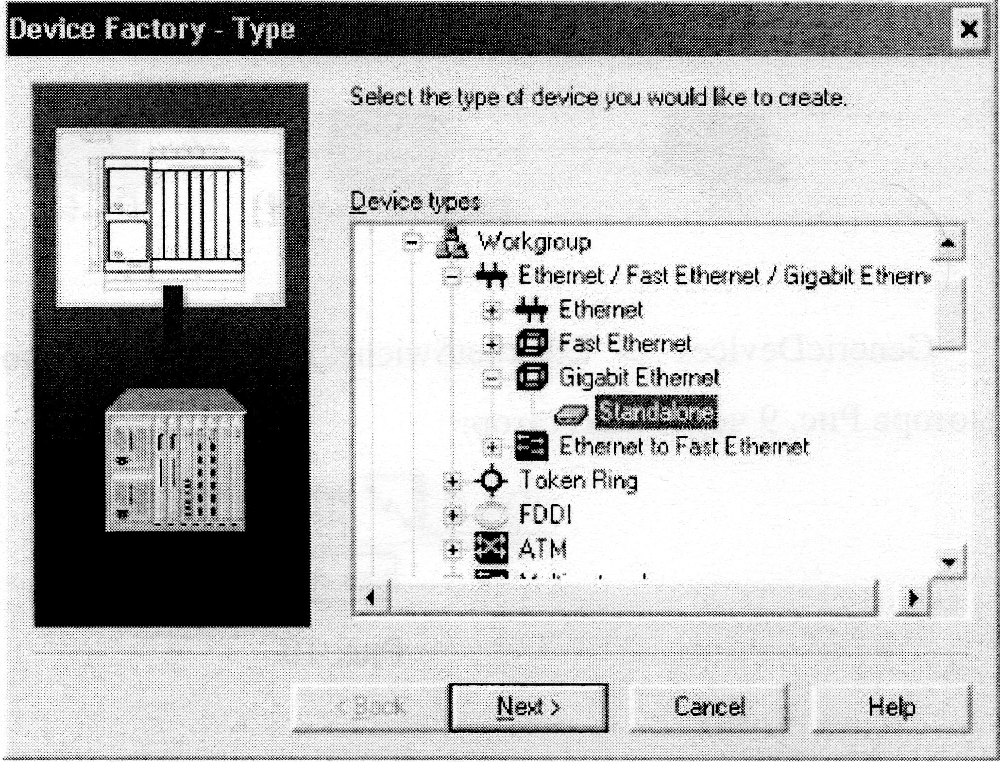 Device Factory - Type
Select the type of device you would like to create.
Device types
Workgroup
Ethernet / Fast Ethernet / Gigabit Ethern
Ethernet
Fast Ethernet
Gigabit Ethernet
Standalone
Ethernet to Fast Ethernet
Token Ring
FDDI
ATM
< Back
Next >
Cancel
Help